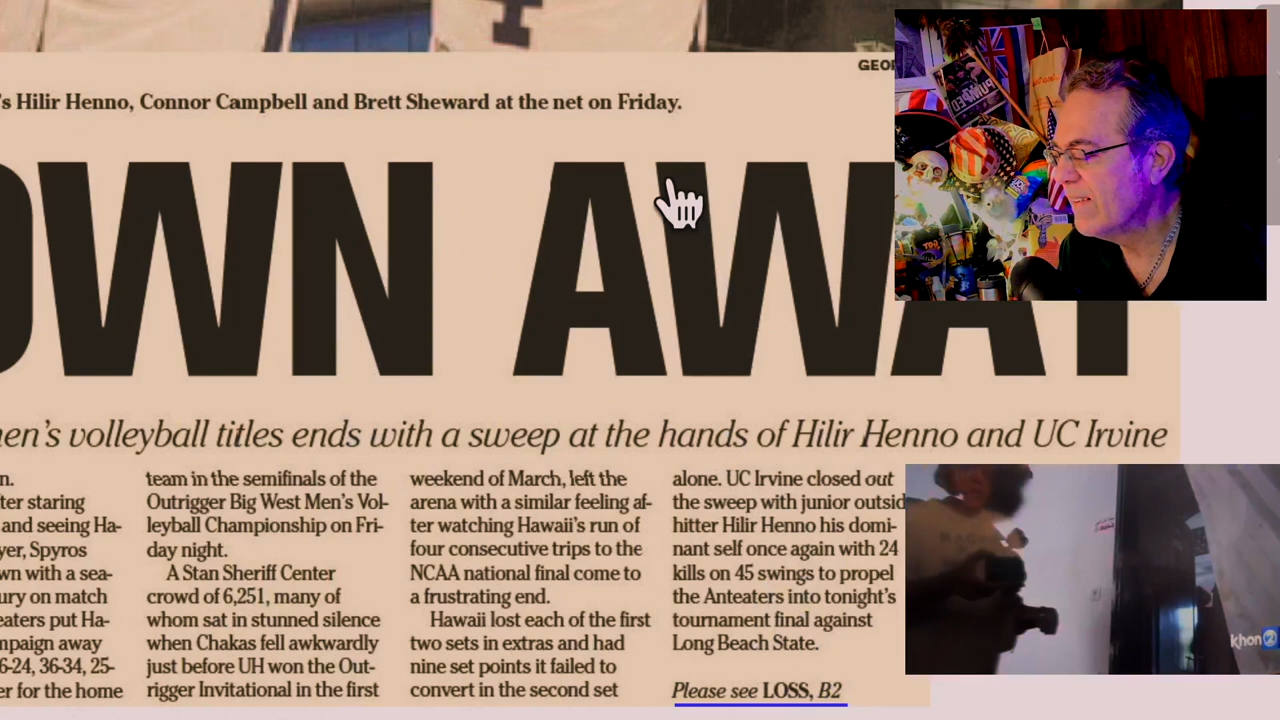 GEOR
's Hilir Henno, Connor Campbell and Brett Sheward at the net on Friday.
OWN AWAY
men's volleyball titles ends with a sweep at the hands of Hilir Henno and UC Irvine
n.
ter staring
and seeing Ha-
yer, Spyros
wn with a sea-
ury on match
eaters put Ha-
mpaign away
6-24, 36-34, 25-
er for the home
team in the semifinals of the
Outrigger Big West Men's Vol-
leyball Championship on Fri-
day night.
A Stan Sheriff Center
crowd of 6,251, many of
whom sat in stunned silence
when Chakas fell awkwardly
just before UH won the Out-
rigger Invitational in the first
weekend of March, left the
arena with a similar feeling af-
ter watching Hawaii's run of
four consecutive trips to the
NCAA national final come to
a frustrating end.
Hawaii lost each of the first
two sets in extras and had
nine set points it failed to
convert in the second set
alone. UC Irvine closed out
the sweep with junior outsid
hitter Hilir Henno his domi-
nant self once again with 24
kills on 45 swings to propel
the Anteaters into tonight's
tournament final against
Long Beach State.
Please see LOSS, B2
PUMPED
khon 2